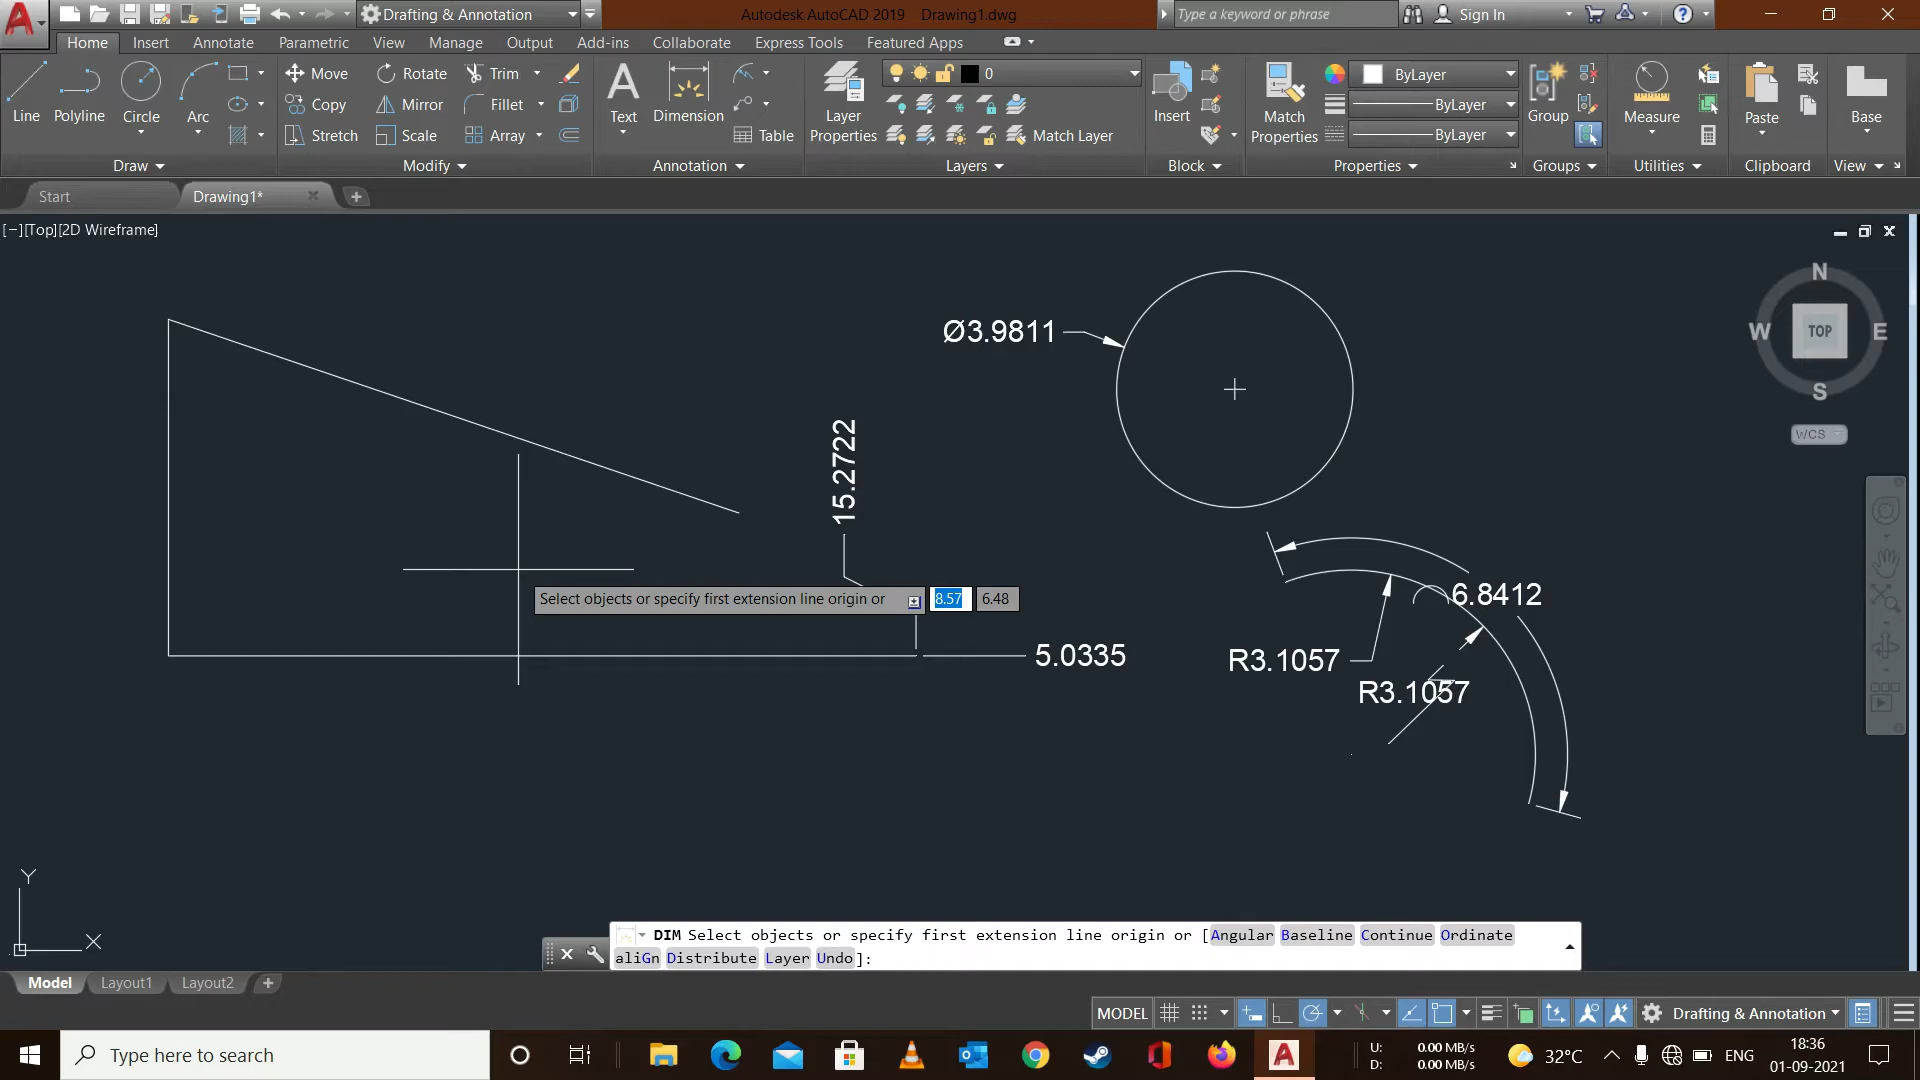 Drafting & Annotation
Autodesk AutoCAD 2019 Drawing1.dwg
Type a keyword or phrase
Sign In
Home Insert Annotate Parametric View Manage Output Add-ins Collaborate Express Tools Featured Apps
Line Polyline Circle Arc
Move Rotate Trim
Copy Mirror Fillet
Stretch Scale Array
Text Dimension Table
Layer Properties
0
Match Layer
Insert
Match Properties
ByLayer
ByLayer
ByLayer
Group
Measure
Paste
Base
Draw Modify Annotation Layers Block Properties Groups Utilities Clipboard View
Start Drawing1*
[−][Top][2D Wireframe]
N
W TOP E
S
WCS
Ø3.9811
15.2722
Select objects or specify first extension line origin or 8.57 6.48
5.0335
6.8412
R3.1057
R3.1057
Y
X
DIM Select objects or specify first extension line origin or [Angular Baseline Continue Ordinate
aliGn Distribute Layer Undo]:
Model Layout1 Layout2
MODEL
Drafting & Annotation
Type here to search
U: 0.00 MB/s
D: 0.00 MB/s
32°C
ENG
18:36
01-09-2021